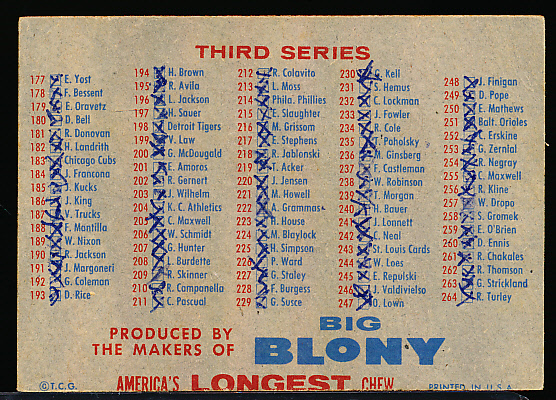 THIRD SERIES
177 E. Yost
178 F. Bessent
179 E. Oravetz
180 D. Bell
181 R. Donovan
182 H. Landrith
183 Chicago Cubs
184 J. Francona
185 J. Kucks
186 J. King
187 V. Trucks
188 F. Mantilla
189 W. Nixon
190 R. Jackson
191 J. Margoneri
192 G. Coleman
193 D. Rice
194 H. Brown
195 R. Avila
196 L. Jackson
197 H. Sauer
198 Detroit Tigers
199 V. Law
200 G. McDougald
201 E. Amoros
202 R. Gernert
203 J. Wilhelm
204 K. C. Athletics
205 C. Maxwell
206 W. Schmidt
207 G. Hunter
208 L. Burdette
209 R. Skinner
210 R. Campanella
211 C. Pascual
212 R. Colavito
213 L. Moss
214 Phila. Phillies
215 E. Slaughter
216 M. Grissom
217 E. Stephens
218 R. Jablonski
219 T. Acker
220 J. Jensen
221 M. Howell
222 A. Grammas
223 H. House
224 M. Blaylock
225 H. Simpson
226 P. Ward
227 G. Staley
228 F. Burgess
229 G. Susce
230 G. Kell
231 S. Hemus
232 C. Lockman
233 J. Fowler
234 R. Cole
235 T. Paholsky
236 M. Ginsberg
237 F. Castleman
238 W. Robinson
239 T. Morgan
240 H. Bauer
241 J. Lonnett
242 C. Neal
243 St. Louis Cards
244 W. Loes
245 E. Repulski
246 J. Valdivielso
247 O. Lown
248 J. Finigan
249 D. Pope
250 E. Mathews
251 Balt. Orioles
252 C. Erskine
253 G. Zernlal
254 R. Negray
255 C. Maxwell
256 R. Kline
257 W. Dropo
258 S. Gromek
259 E. O'Brien
260 D. Ennis
261 R. Chakales
262 R. Thomson
263 G. Strickland
264 R. Turley
PRODUCED BY
THE MAKERS OF
BIG
BLONY
AMERICA'S LONGEST CHEW
© T.C.G.
PRINTED IN U.S.A.